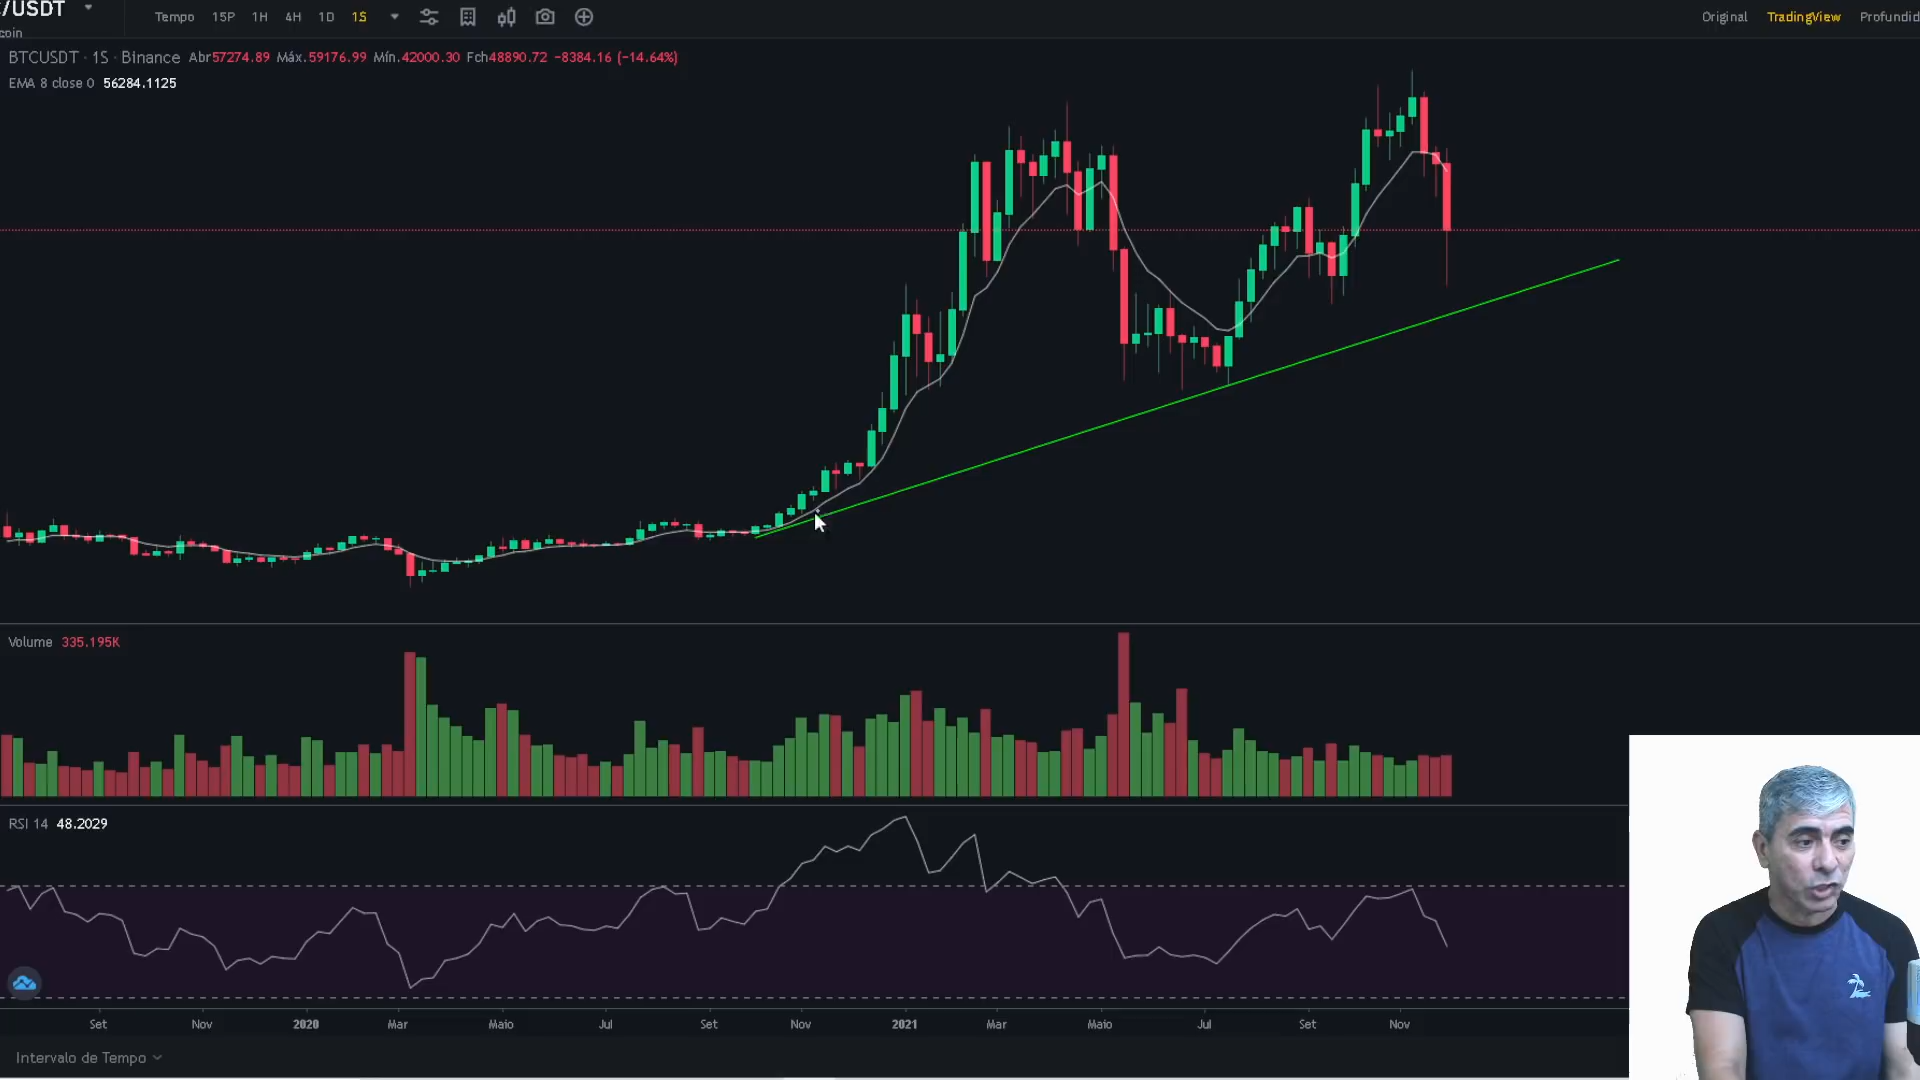 /USDT
coin
Tempo 15P 1H 4H 1D 1S
Original TradingView Profundid
BTCUSDT · 1S · Binance Abr57274.89 Máx.59176.99 Mín.42000.30 Fch48890.72 −8384.16 (−14.64%)
EMA 8 close 0 56284.1125
Volume 335.195K
RSI 14 48.2029
Set Nov 2020 Mar Maio Jul Set Nov 2021 Mar Maio Jul Set Nov
Intervalo de Tempo